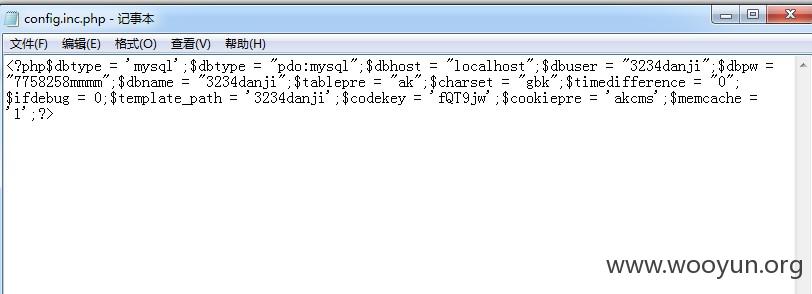 config.inc.php - 记事本
文件(F) 编辑(E) 格式(O) 查看(V) 帮助(H)
<?php$dbtype = 'mysql';$dbtype = "pdo:mysql";$dbhost = "localhost";$dbuser = "3234danji";$dbpw =
"7758258mmmm";$dbname = "3234danji";$tablepre = "ak";$charset = "gbk";$timedifference = "0";
$ifdebug = 0;$template_path = '3234danji';$codekey = 'fQT9jw';$cookiepre = 'akcms';$memcache =
'1';?>
www.wooyun.org